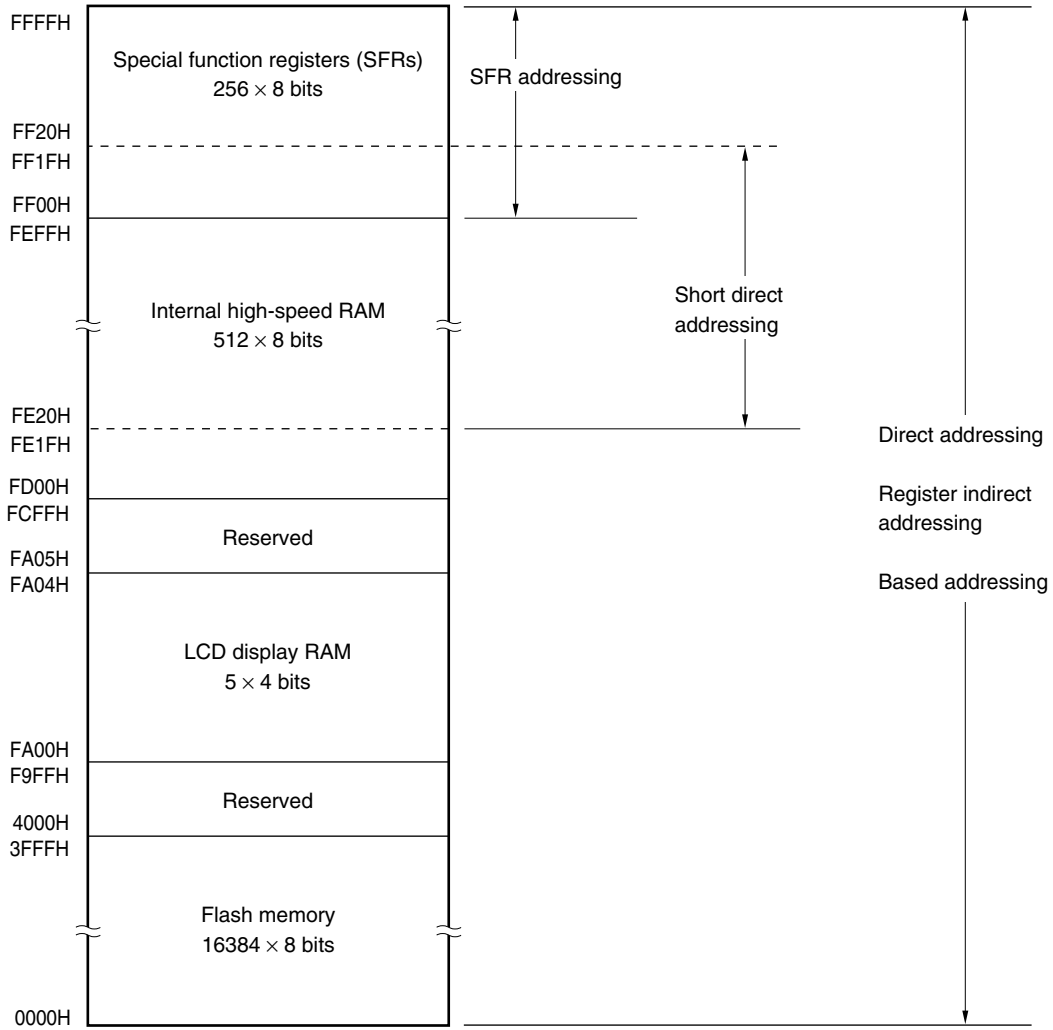 FFFFH
Special function registers (SFRs)
256 × 8 bits
SFR addressing
FF20H
FF1FH
FF00H
FEFFH
Internal high-speed RAM
512 × 8 bits
Short direct
addressing
FE20H
FE1FH
Direct addressing
Register indirect
addressing
Based addressing
FD00H
FCFFH
Reserved
FA05H
FA04H
LCD display RAM
5 × 4 bits
FA00H
F9FFH
Reserved
4000H
3FFFH
Flash memory
16384 × 8 bits
0000H